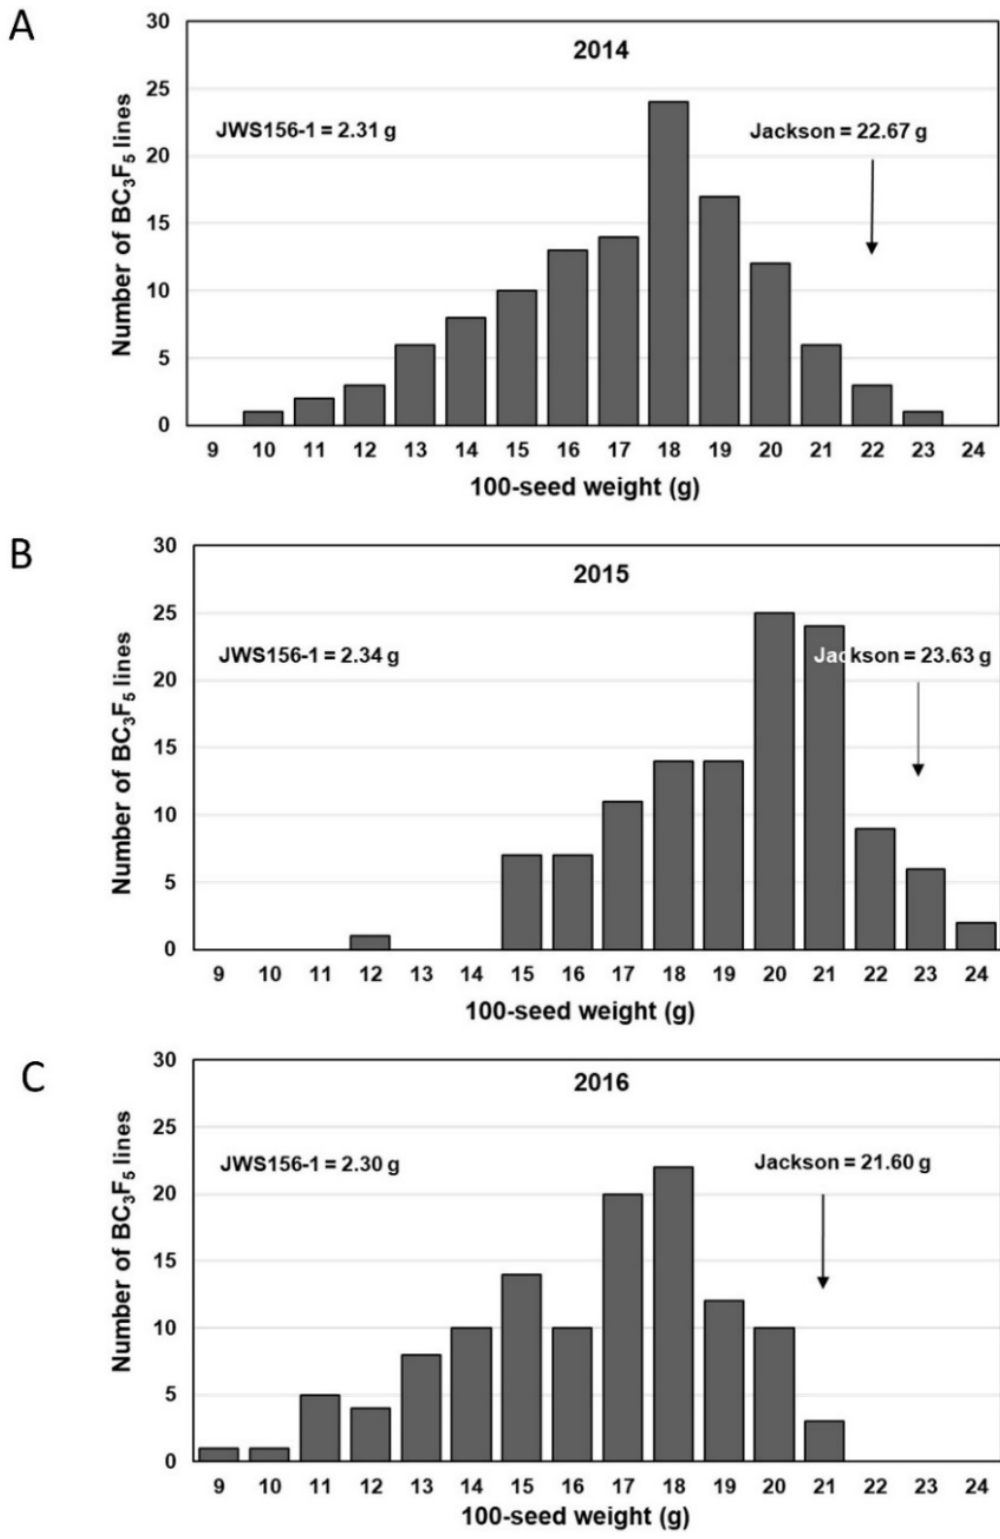 A
2014
JWS156-1 = 2.31 g
Jackson = 22.67 g
Number of BC₃F₅ lines
30
25
20
15
10
5
0
9 10 11 12 13 14 15 16 17 18 19 20 21 22 23 24
100-seed weight (g)
B
2015
JWS156-1 = 2.34 g
Jackson = 23.63 g
Number of BC₃F₅ lines
30
25
20
15
10
5
0
9 10 11 12 13 14 15 16 17 18 19 20 21 22 23 24
100-seed weight (g)
C
2016
JWS156-1 = 2.30 g
Jackson = 21.60 g
Number of BC₃F₅ lines
30
25
20
15
10
5
0
9 10 11 12 13 14 15 16 17 18 19 20 21 22 23 24
100-seed weight (g)